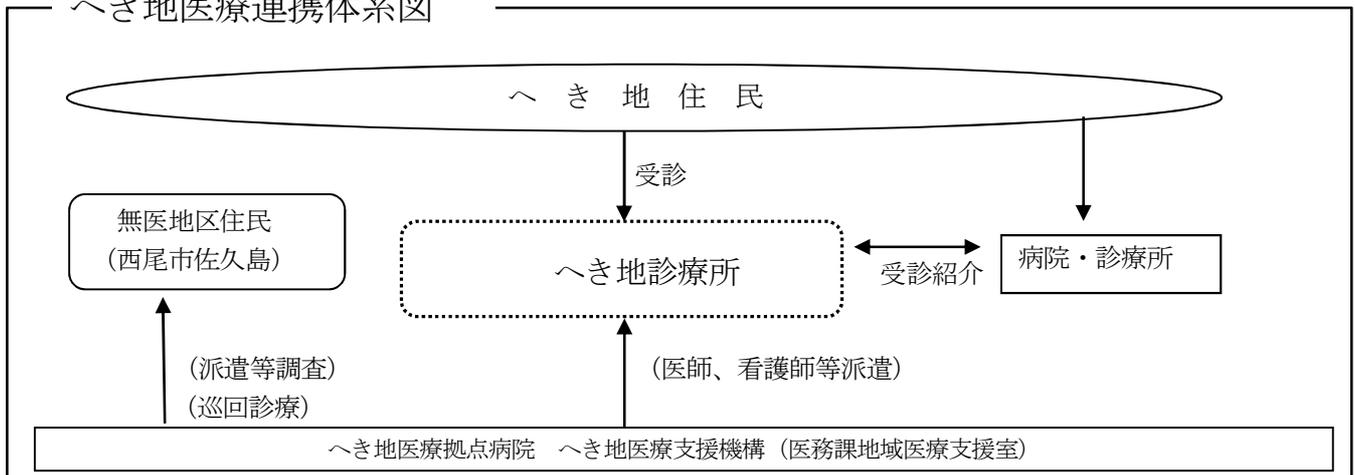 へき地医療連携体系図
へ き 地 住 民
受診
無医地区住民
(西尾市佐久島)
へき地診療所
受診紹介
病院・診療所
(派遣等調査)
(巡回診療)
(医師、看護師等派遣)
へき地医療拠点病院 へき地医療支援機構(医務課地域医療支援室)